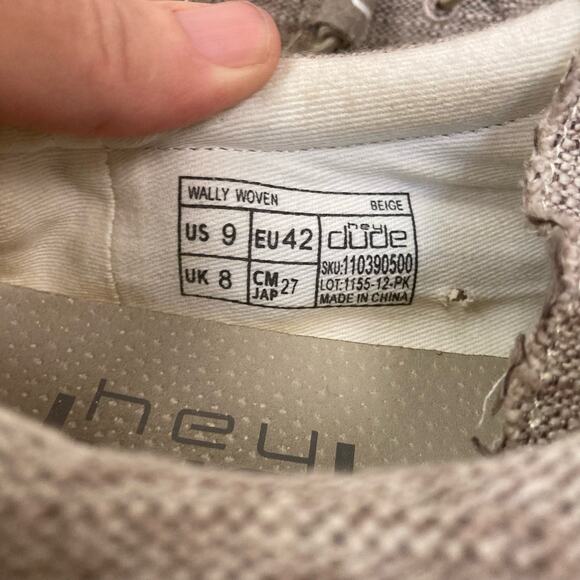 WALLY WOVEN BEIGE
US 9 EU 42 hey dude
SKU:110390500
UK 8 CM JAP 27 LOT:1155-12-PK
MADE IN CHINA
hey